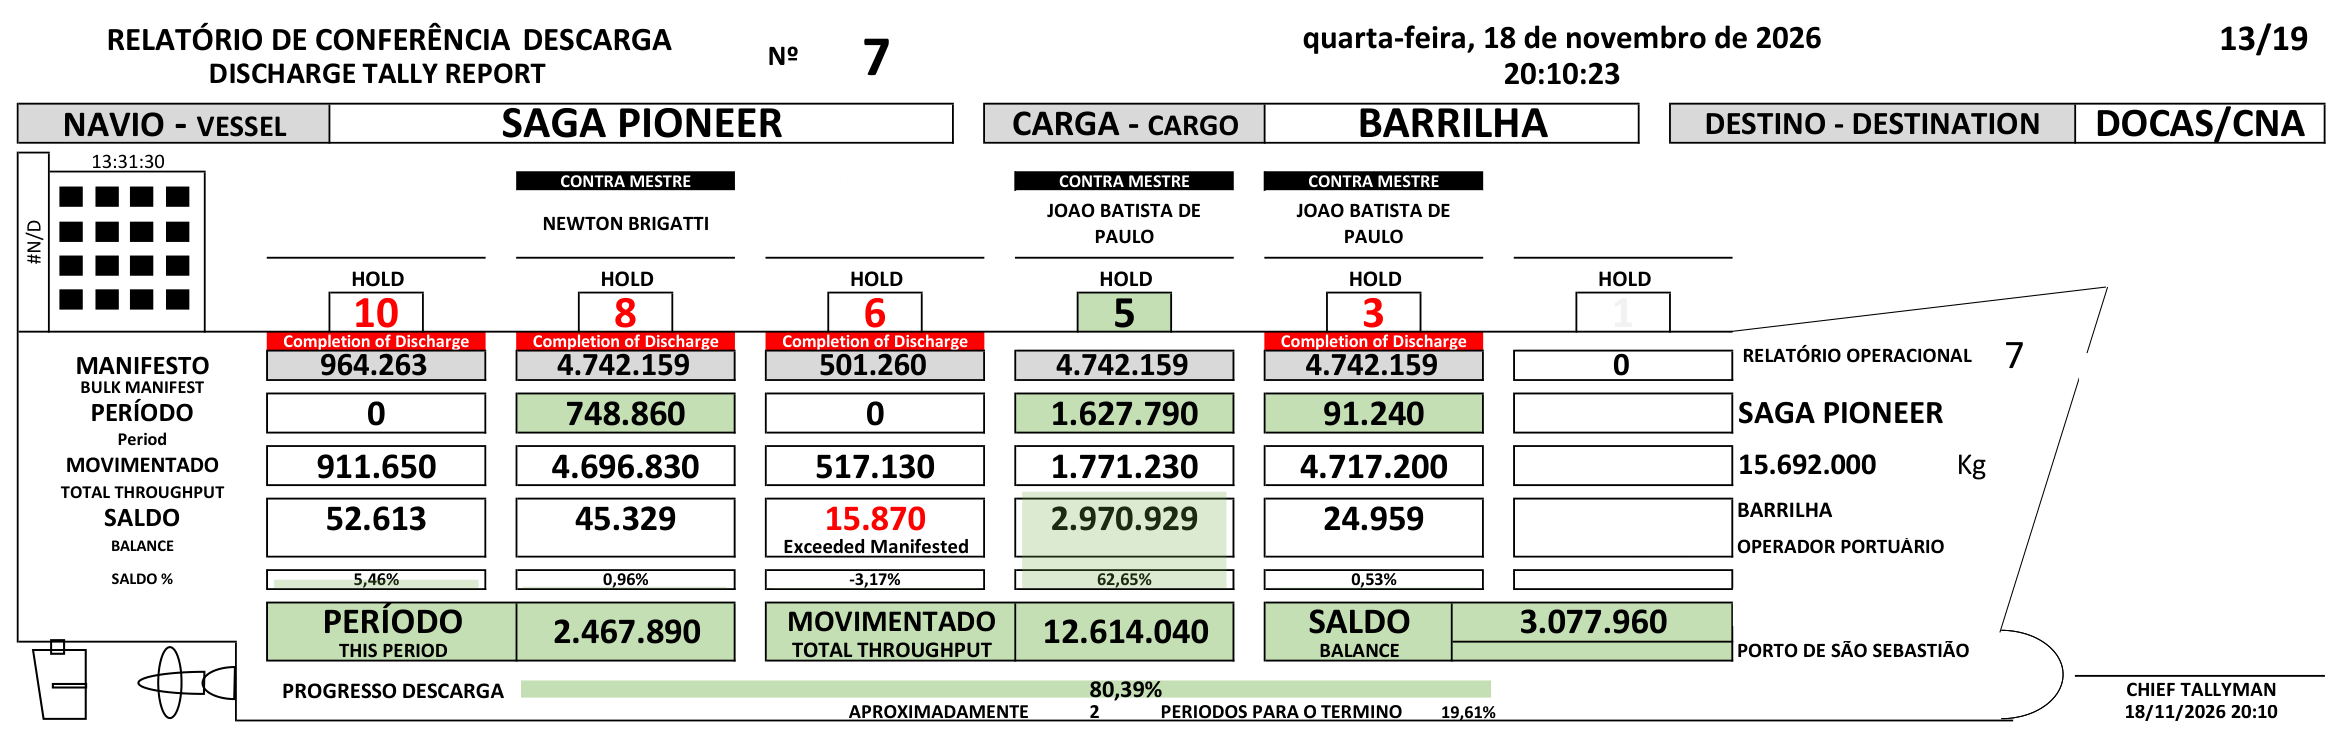 RELATÓRIO DE CONFERÊNCIA DESCARGA
DISCHARGE TALLY REPORT
Nº 7
quarta-feira, 18 de novembro de 2026
20:10:23
13/19
NAVIO - VESSEL SAGA PIONEER CARGA - CARGO BARRILHA DESTINO - DESTINATION DOCAS/CNA
13:31:30
#N/D
CONTRA MESTRE CONTRA MESTRE CONTRA MESTRE
NEWTON BRIGATTI
JOAO BATISTA DE
PAULO
JOAO BATISTA DE
PAULO
HOLD HOLD HOLD HOLD HOLD HOLD
10 8 6 5 3 1
Completion of Discharge Completion of Discharge Completion of Discharge Completion of Discharge
MANIFESTO 964.263 4.742.159 501.260 4.742.159 4.742.159 0 RELATÓRIO OPERACIONAL 7
BULK MANIFEST
PERÍODO 0 748.860 0 1.627.790 91.240 SAGA PIONEER
Period
MOVIMENTADO 911.650 4.696.830 517.130 1.771.230 4.717.200 15.692.000 Kg
TOTAL THROUGHPUT
SALDO 52.613 45.329 15.870 2.970.929 24.959 BARRILHA
BALANCE Exceeded Manifested OPERADOR PORTUÁRIO
SALDO % 5,46% 0,96% -3,17% 62,65% 0,53%
PERÍODO
THIS PERIOD
2.467.890
MOVIMENTADO
TOTAL THROUGHPUT
12.614.040
SALDO
BALANCE
3.077.960
PORTO DE SÃO SEBASTIÃO
PROGRESSO DESCARGA 80,39%
APROXIMADAMENTE 2 PERIODOS PARA O TERMINO 19,61%
CHIEF TALLYMAN
18/11/2026 20:10